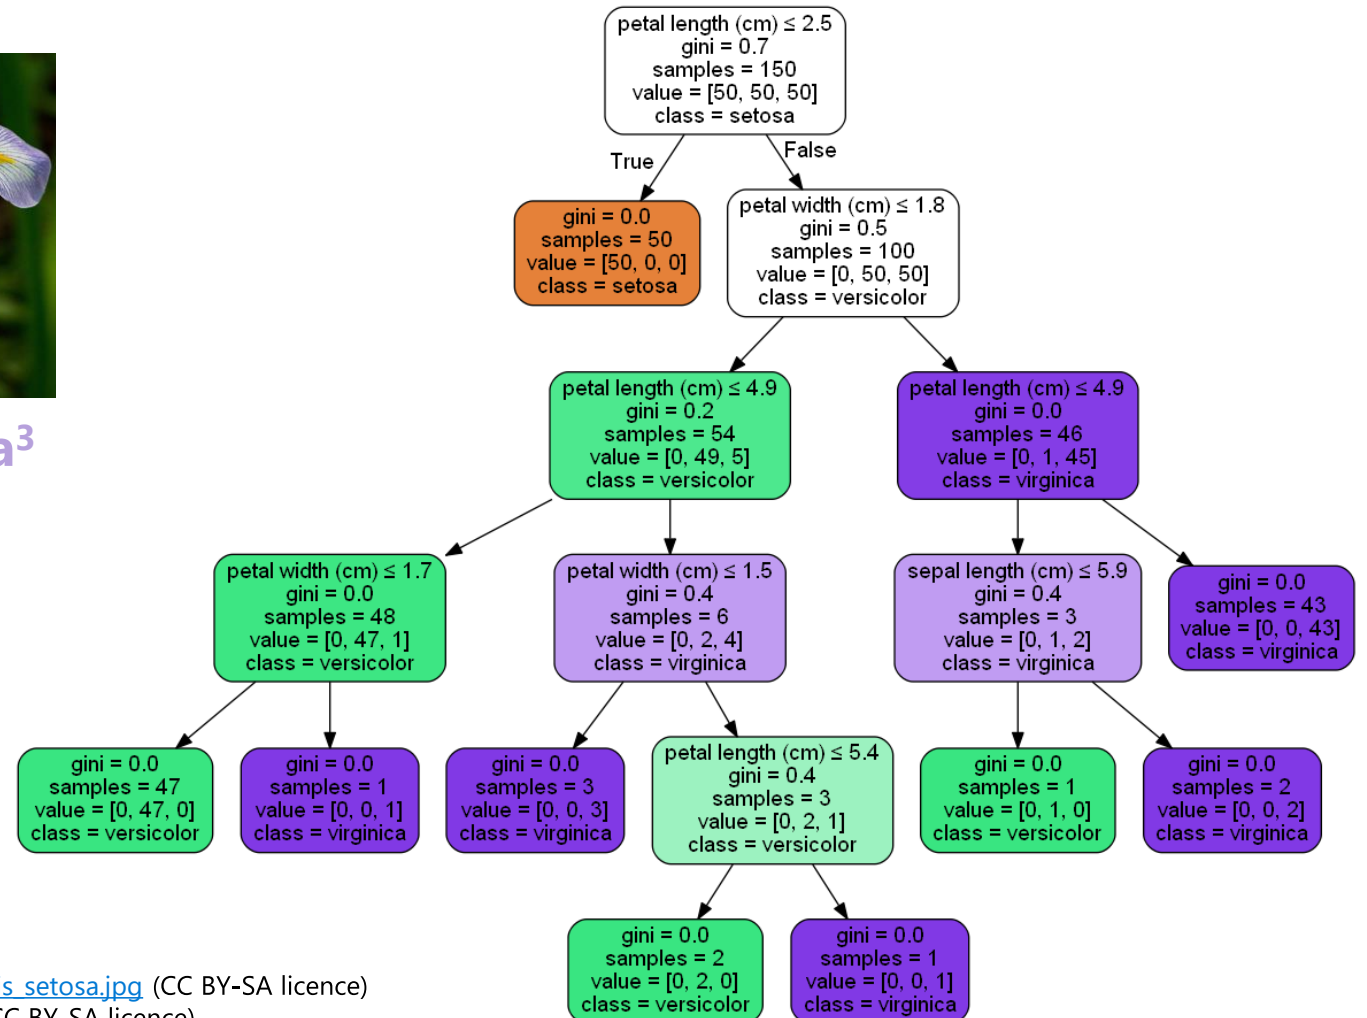 petal length (cm) ≤ 2.5
gini = 0.7
samples = 150
value = [50, 50, 50]
class = setosa
True
False
gini = 0.0
samples = 50
value = [50, 0, 0]
class = setosa
petal width (cm) ≤ 1.8
gini = 0.5
samples = 100
value = [0, 50, 50]
class = versicolor
petal length (cm) ≤ 4.9
gini = 0.2
samples = 54
value = [0, 49, 5]
class = versicolor
petal length (cm) ≤ 4.9
gini = 0.0
samples = 46
value = [0, 1, 45]
class = virginica
a³
petal width (cm) ≤ 1.7
gini = 0.0
samples = 48
value = [0, 47, 1]
class = versicolor
petal width (cm) ≤ 1.5
gini = 0.4
samples = 6
value = [0, 2, 4]
class = virginica
sepal length (cm) ≤ 5.9
gini = 0.4
samples = 3
value = [0, 1, 2]
class = virginica
gini = 0.0
samples = 43
value = [0, 0, 43]
class = virginica
gini = 0.0
samples = 47
value = [0, 47, 0]
class = versicolor
gini = 0.0
samples = 1
value = [0, 0, 1]
class = virginica
gini = 0.0
samples = 3
value = [0, 0, 3]
class = virginica
petal length (cm) ≤ 5.4
gini = 0.4
samples = 3
value = [0, 2, 1]
class = versicolor
gini = 0.0
samples = 1
value = [0, 1, 0]
class = versicolor
gini = 0.0
samples = 2
value = [0, 0, 2]
class = virginica
gini = 0.0
samples = 2
value = [0, 2, 0]
class = versicolor
gini = 0.0
samples = 1
value = [0, 0, 1]
class = virginica
is_setosa.jpg (CC BY-SA licence)
CC BY-SA licence)